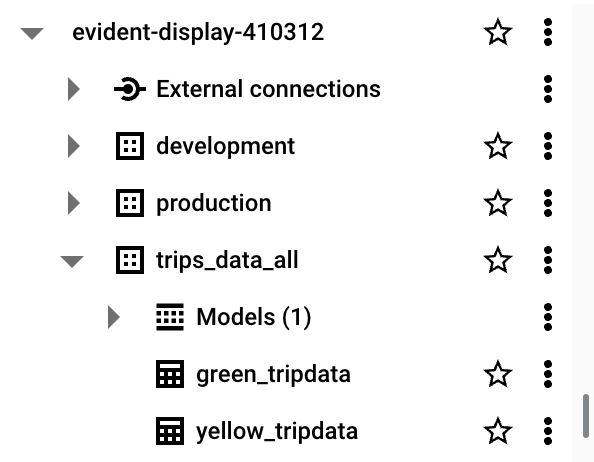 evident-display-410312
External connections
development
production
trips_data_all
Models (1)
green_tripdata
yellow_tripdata